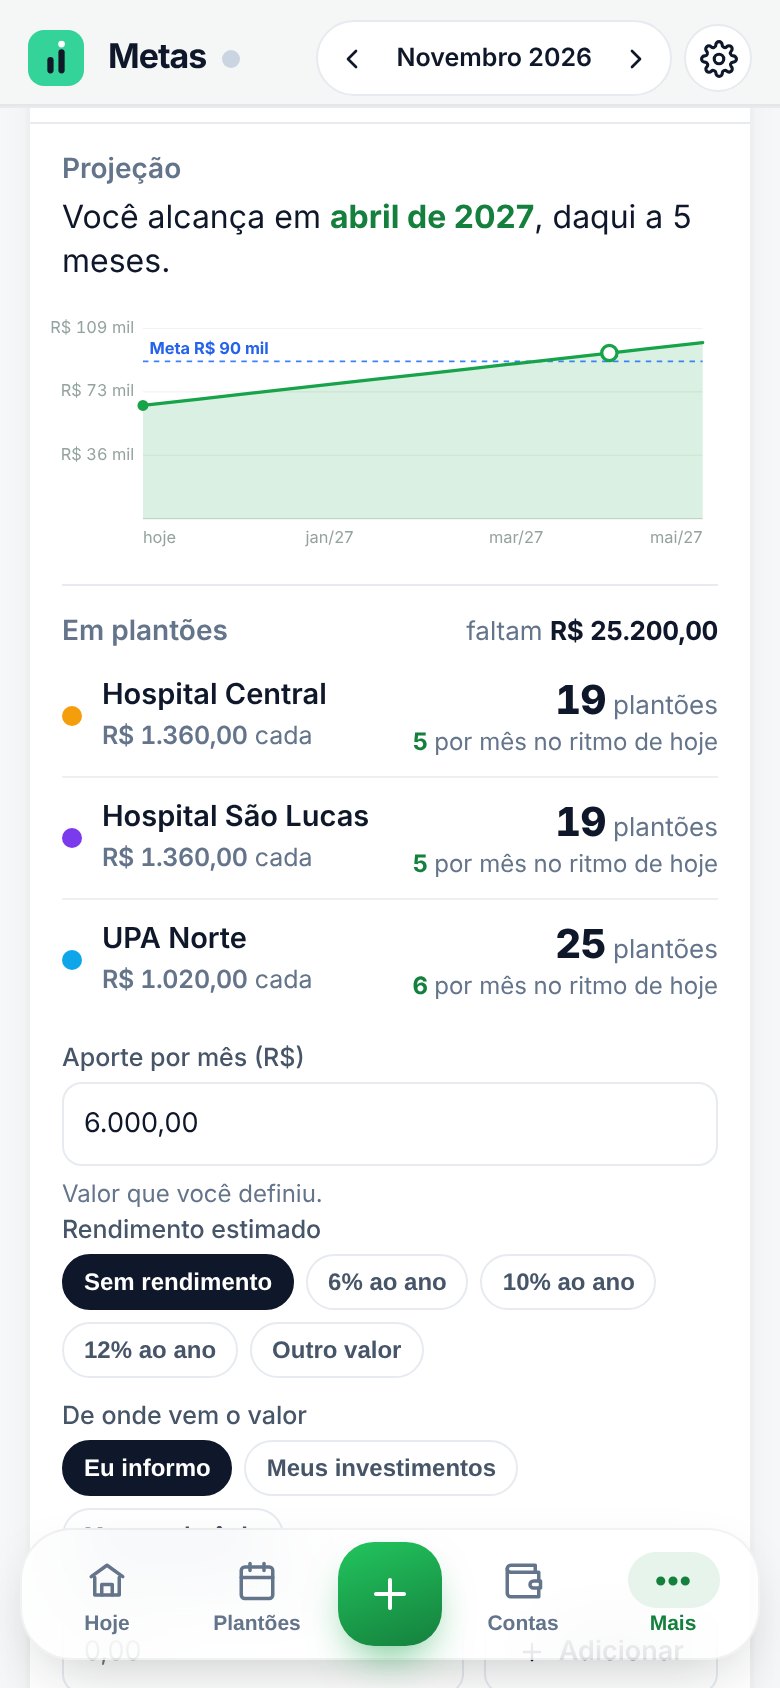 Metas
Novembro 2026
Projeção
Você alcança em abril de 2027, daqui a 5
meses.
R$ 109 mil
Meta R$ 90 mil
R$ 73 mil
R$ 36 mil
hoje jan/27 mar/27 mai/27
Em plantões faltam R$ 25.200,00
Hospital Central 19 plantões
R$ 1.360,00 cada 5 por mês no ritmo de hoje
Hospital São Lucas 19 plantões
R$ 1.360,00 cada 5 por mês no ritmo de hoje
UPA Norte 25 plantões
R$ 1.020,00 cada 6 por mês no ritmo de hoje
Aporte por mês (R$)
6.000,00
Valor que você definiu.
Rendimento estimado
Sem rendimento 6% ao ano 10% ao ano
12% ao ano Outro valor
De onde vem o valor
Eu informo Meus investimentos
Hoje Plantões Contas Mais
0,00 + Adicionar